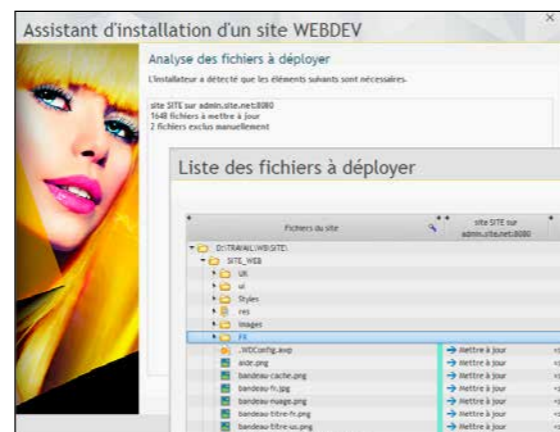 Assistant d'installation d'un site WEBDEV
Analyse des fichiers à déployer
L'installateur a détecté que les éléments suivants sont nécessaires.
site SITE sur admin.site.net:8080
1648 fichiers à mettre à jour
2 fichiers exclus manuellement
Liste des fichiers à déployer
Fichiers du site
site SITE sur
admin.site.net:8080
D:\TRAVAIL\WB\SITE\
SITE_WEB
UK
ui
Styles
res
Images
FR
.WDConfig.awp Mettre à jour
aide.png Mettre à jour
bandeau-cache.png Mettre à jour
bandeau-fr.jpg Mettre à jour
bandeau-nuage.png Mettre à jour
bandeau-titre-fr.png Mettre à jour
bandeau-titre-us.png Mettre à jour